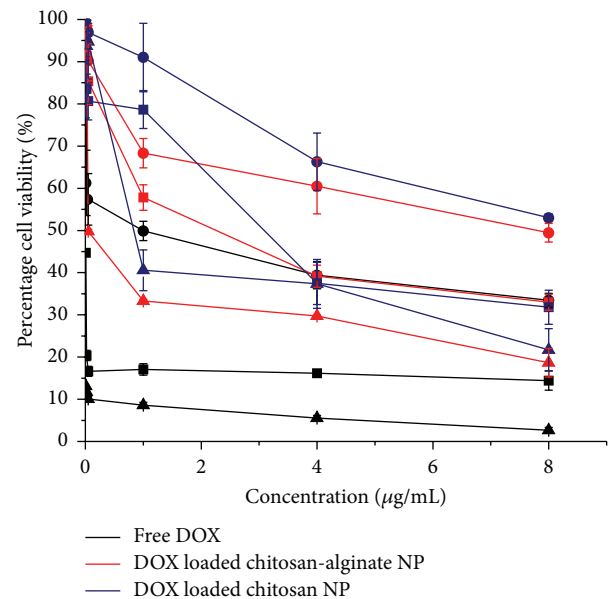 100
90
80
70
60
50
40
30
20
10
0
Percentage cell viability (%)
0 2 4 6 8
Concentration (μg/mL)
Free DOX
DOX loaded chitosan-alginate NP
DOX loaded chitosan NP